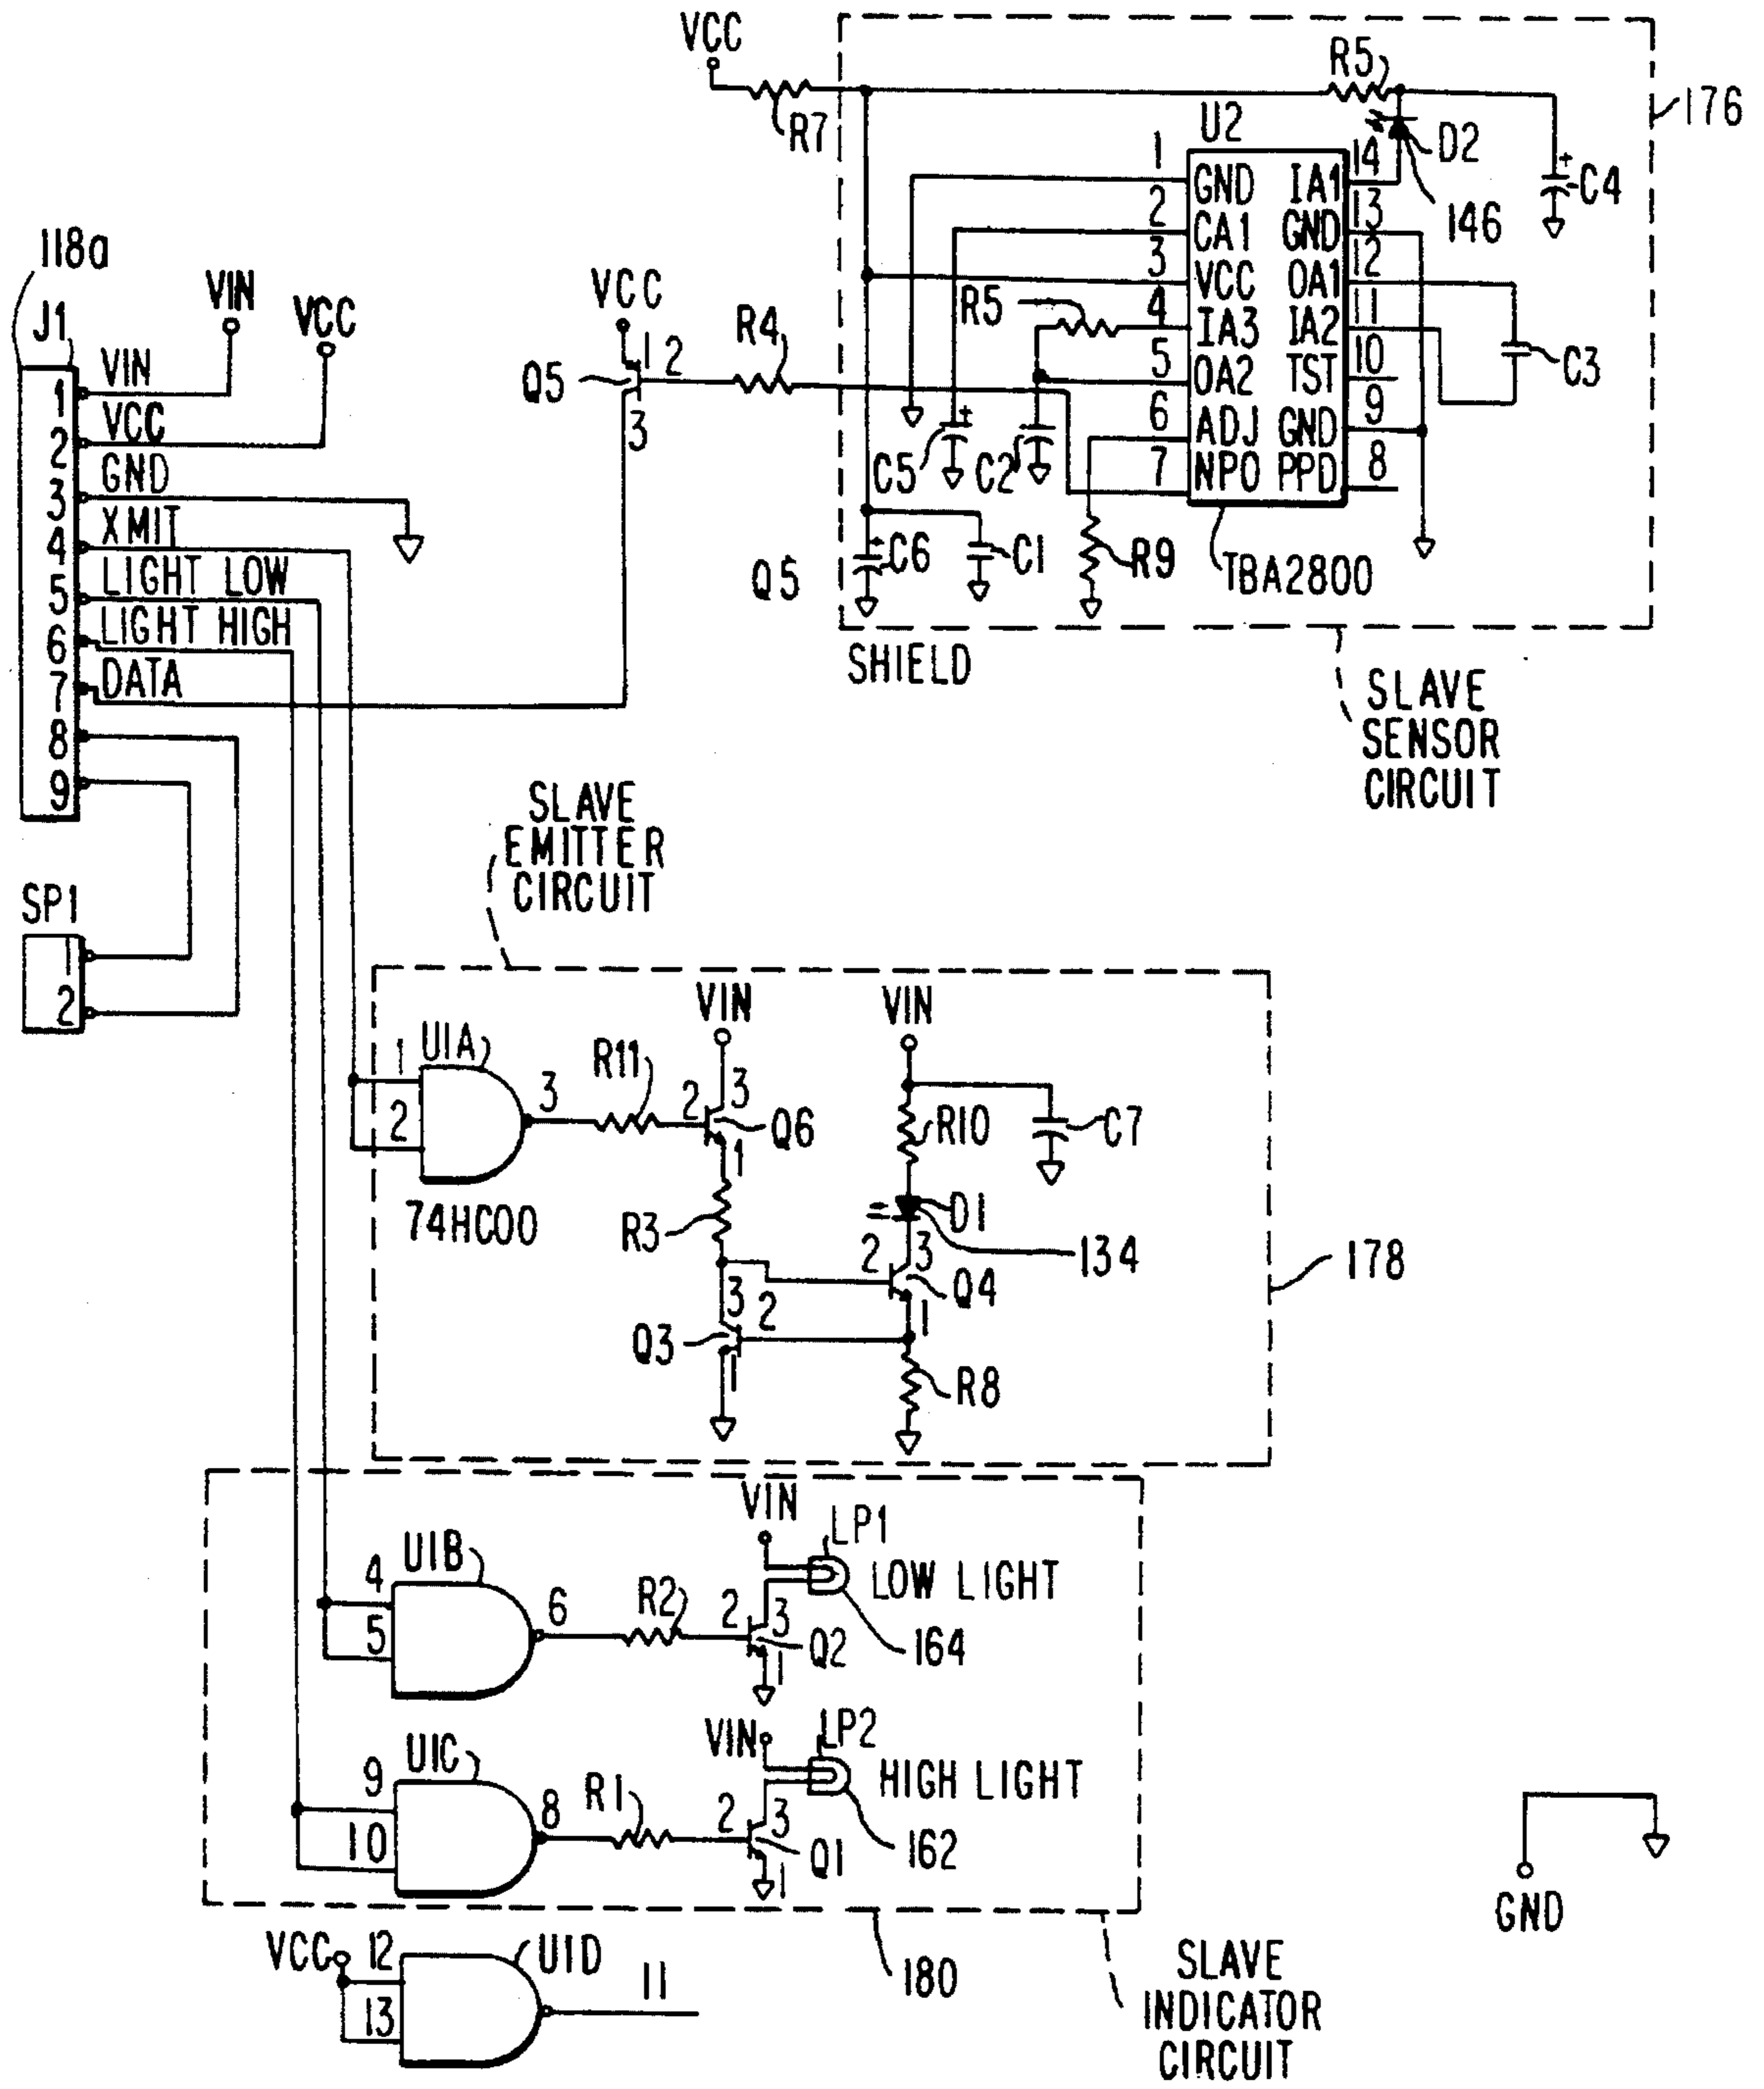 VCC
R7
R5
176
U2
D2
146
C4
1
2
3
4
5
6
7
GND
CA1
VCC
IA3
OA2
ADJ
NPO
IA1
GND
OA1
IA2
TST
GND
PPD
14
13
12
11
10
9
8
R5
C3
C5
C2
C6
C1
R9
TBA2800
Q5
SHIELD
SLAVE
SENSOR
CIRCUIT
118a
J1
VIN
VCC
1
2
3
4
5
6
7
8
9
VIN
VCC
GND
XMIT
LIGHT LOW
LIGHT HIGH
DATA
VCC
Q5
1
2
3
R4
SP1
1
2
SLAVE
EMITTER
CIRCUIT
1
2
U1A
3
74HC00
R11
VIN
2
3
1
Q6
R3
VIN
R10
C7
D1
134
2
3
1
Q4
178
3
2
1
Q3
R8
4
5
U1B
6
R2
VIN
LP1
LOW LIGHT
164
2
3
1
Q2
9
10
U1C
8
R1
VIN
LP2
HIGH LIGHT
162
2
3
1
Q1
180
SLAVE
INDICATOR
CIRCUIT
VCC
12
13
U1D
11
GND